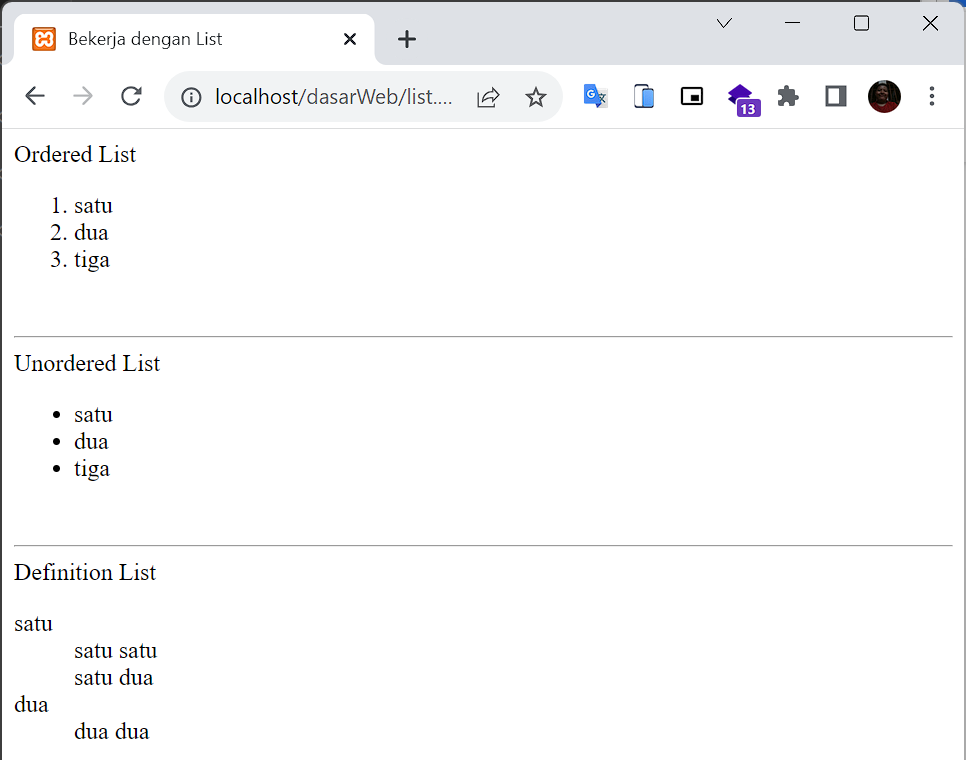 Bekerja dengan List
localhost/dasarWeb/list....
13
Ordered List
1. satu
2. dua
3. tiga
Unordered List
• satu
• dua
• tiga
Definition List
satu
satu satu
satu dua
dua
dua dua